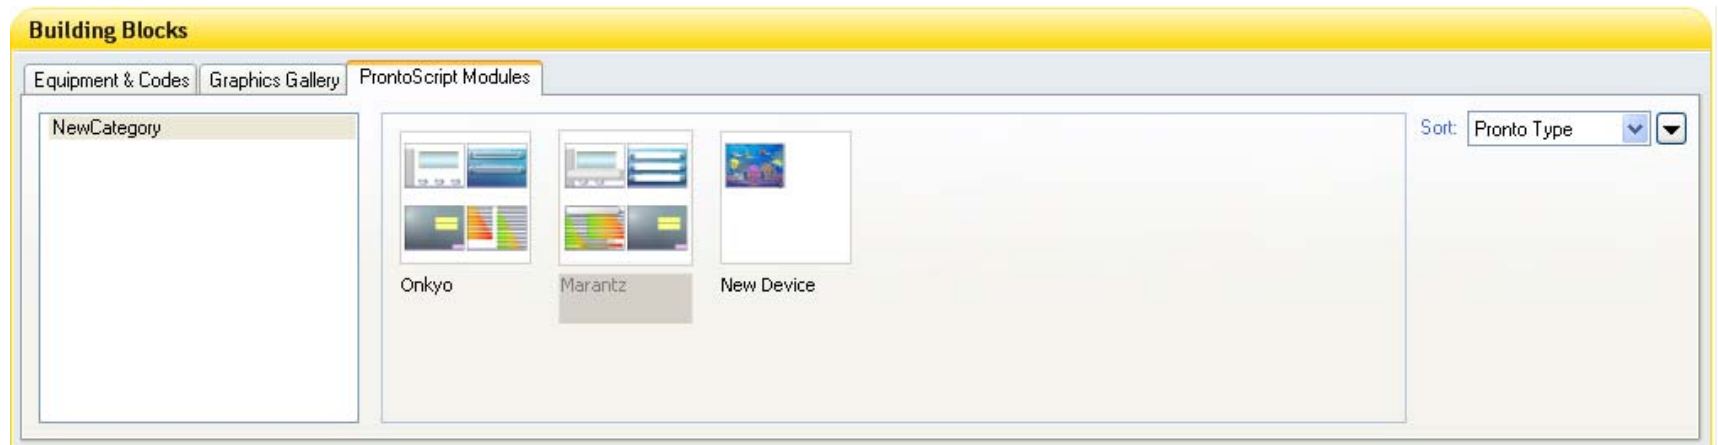 Building Blocks
Equipment & Codes Graphics Gallery ProntoScript Modules
NewCategory
Sort: Pronto Type
Onkyo Marantz New Device